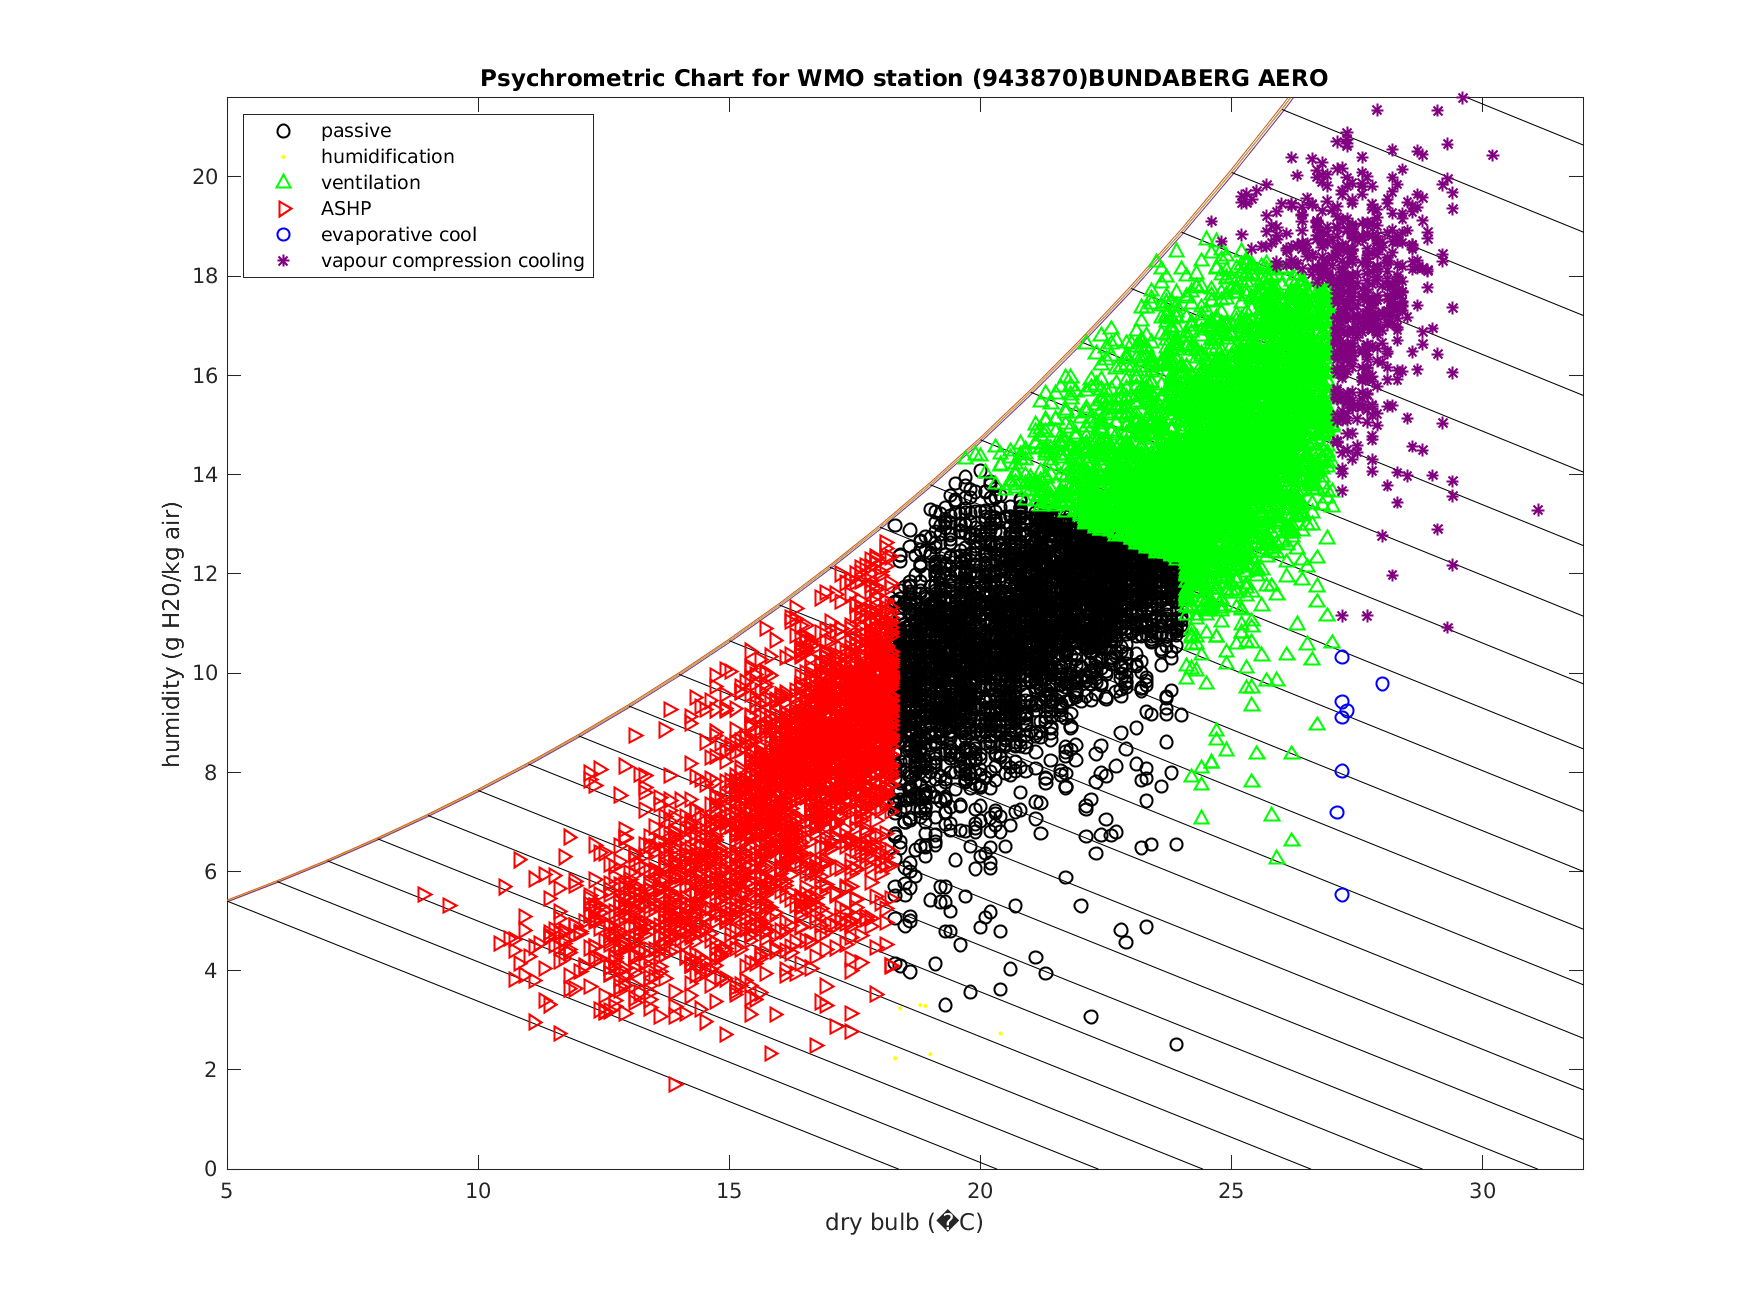 Psychrometric Chart for WMO station (943870)BUNDABERG AERO
passive
humidification
ventilation
ASHP
evaporative cool
vapour compression cooling
20
18
16
14
12
10
8
6
4
2
0
humidity (g H20/kg air)
5 10 15 20 25 30
dry bulb (�C)